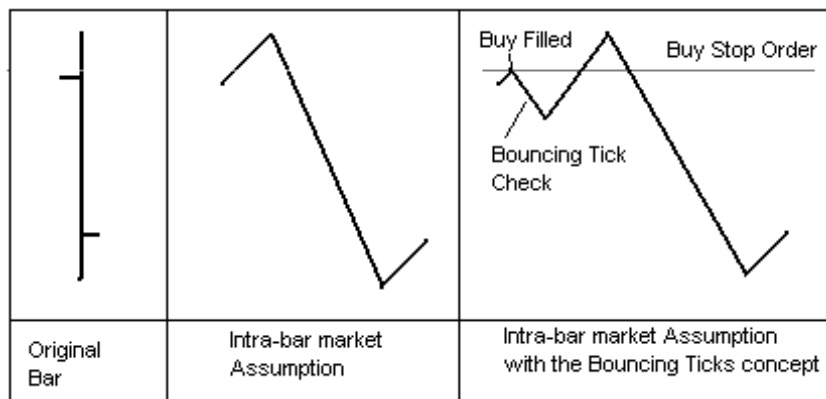 Buy Filled
Buy Stop Order
Bouncing Tick
Check
Original
Bar
Intra-bar market
Assumption
Intra-bar market Assumption
with the Bouncing Ticks concept